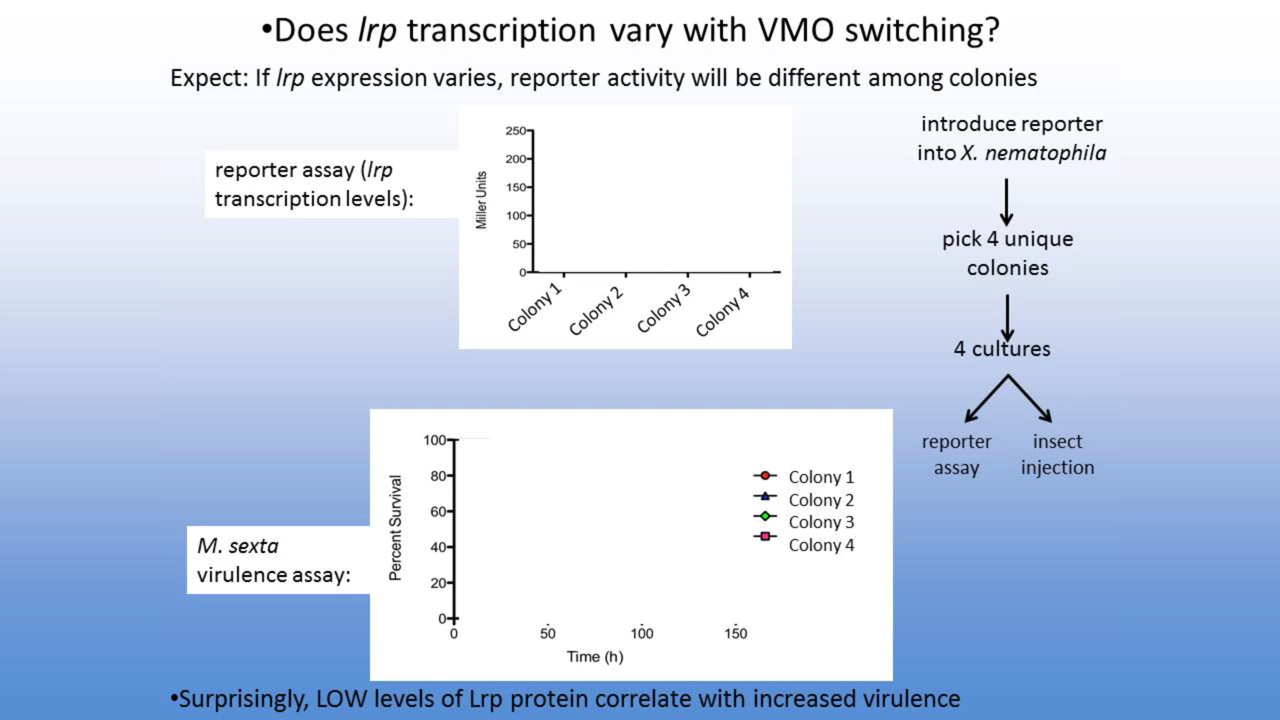 •Does lrp transcription vary with VMO switching?
Expect: If lrp expression varies, reporter activity will be different among colonies
reporter assay (lrp
transcription levels):
250
200
150
100
50
0
Miller Units
Colony 1
Colony 2
Colony 3
Colony 4
introduce reporter
into X. nematophila
pick 4 unique
colonies
4 cultures
reporter
assay
insect
injection
M. sexta
virulence assay:
100
80
60
40
20
0
Percent Survival
0
50
100
150
Time (h)
Colony 1
Colony 2
Colony 3
Colony 4
•Surprisingly, LOW levels of Lrp protein correlate with increased virulence